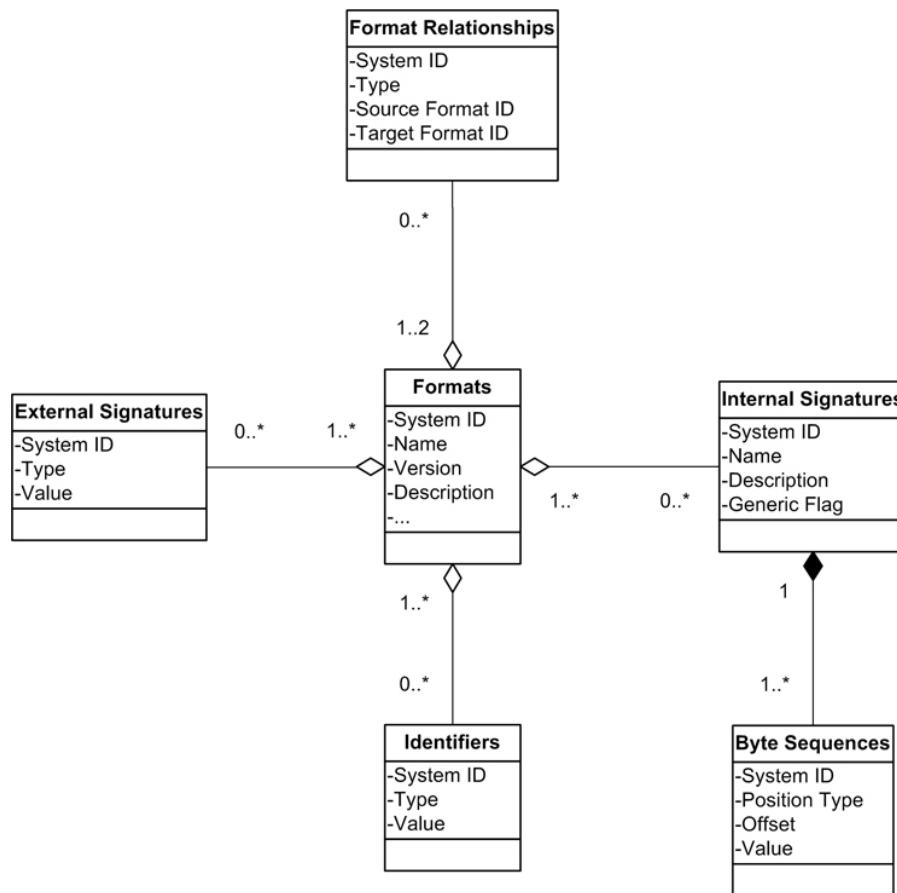 Format Relationships
-System ID
-Type
-Source Format ID
-Target Format ID
0..*
1..2
External Signatures
-System ID
-Type
-Value
0..*
1..*
Formats
-System ID
-Name
-Version
-Description
-...
1..*
0..*
Internal Signatures
-System ID
-Name
-Description
-Generic Flag
1..*
0..*
1
1..*
Identifiers
-System ID
-Type
-Value
Byte Sequences
-System ID
-Position Type
-Offset
-Value